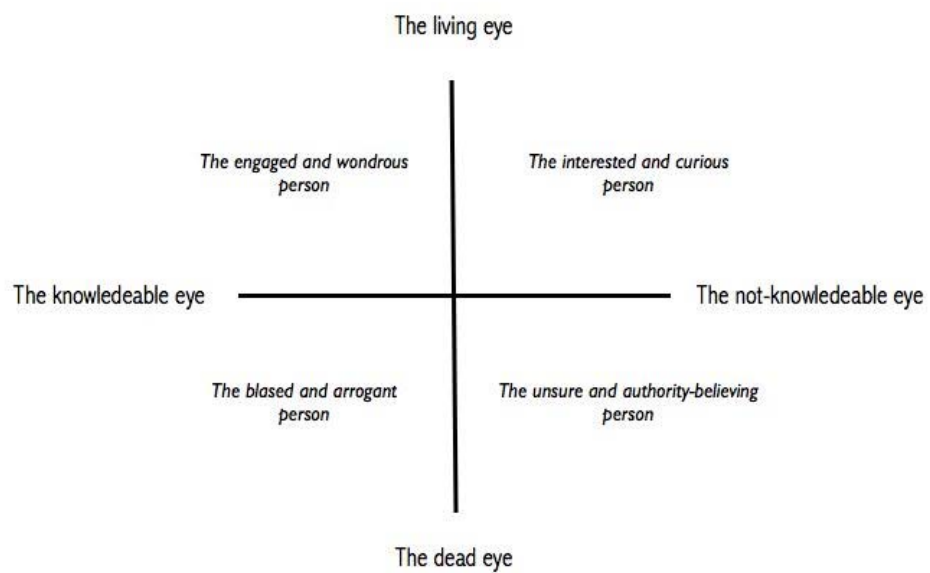 The living eye
The engaged and wondrous
person
The interested and curious
person
The knowledeable eye
The not-knowledeable eye
The blased and arrogant
person
The unsure and authority-believing
person
The dead eye